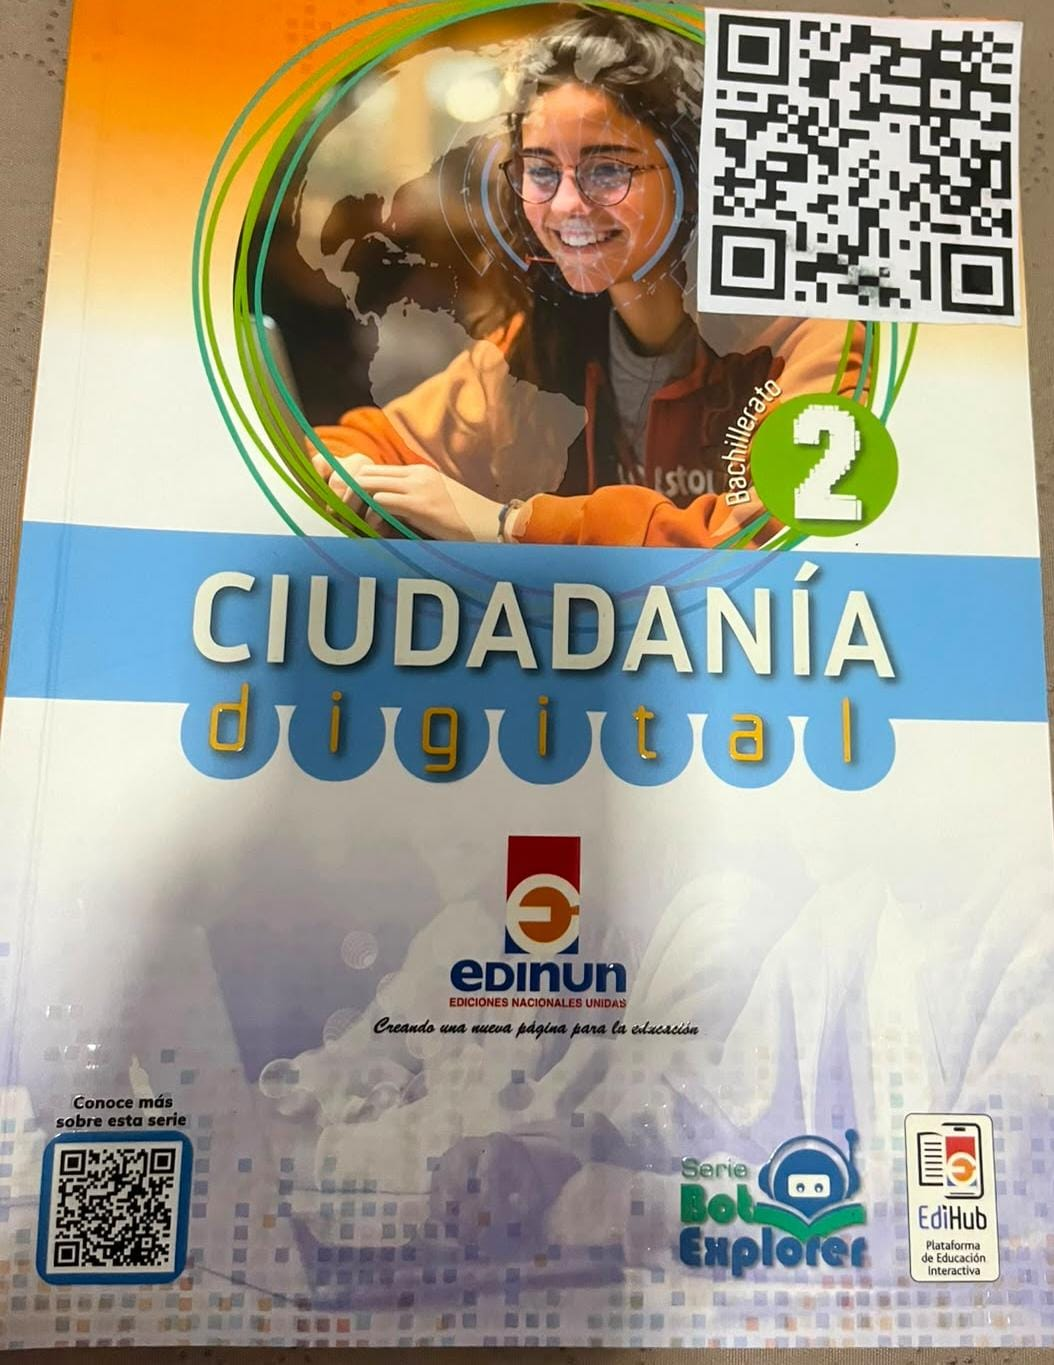 Bachillerato
2
CIUDADANÍA
digital
EDINUN
EDICIONES NACIONALES UNIDAS
Creando una nueva página para la educación
Conoce más
sobre esta serie
Serie
Bot
Explorer
EdiHub
Plataforma
de Educación
Interactiva